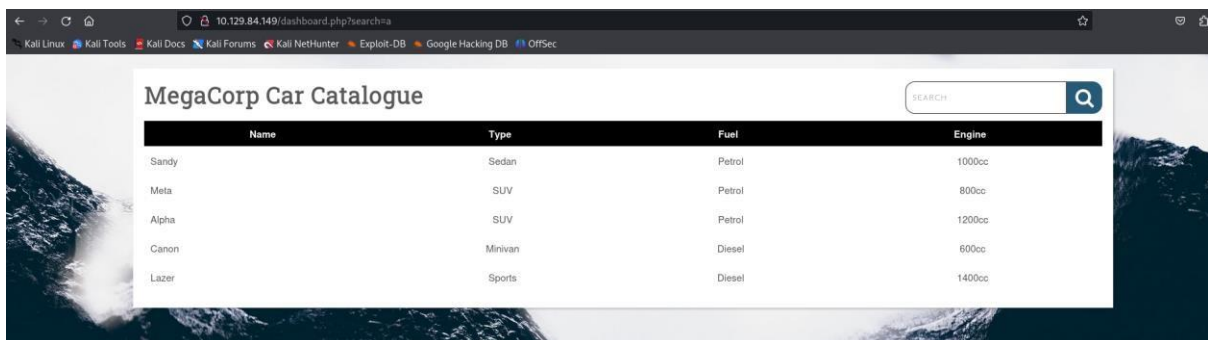 10.129.84.149/dashboard.php?search=a
Kali Linux Kali Tools Kali Docs Kali Forums Kali NetHunter Exploit-DB Google Hacking DB OffSec
MegaCorp Car Catalogue
SEARCH
Name Type Fuel Engine
Sandy Sedan Petrol 1000cc
Meta SUV Petrol 800cc
Alpha SUV Petrol 1200cc
Canon Minivan Diesel 600cc
Lazer Sports Diesel 1400cc